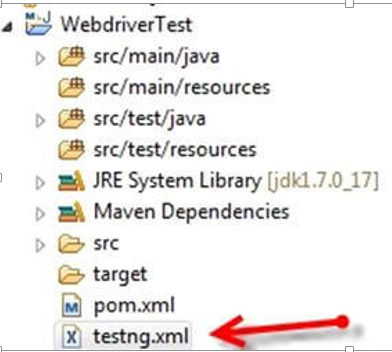 WebdriverTest
src/main/java
src/main/resources
src/test/java
src/test/resources
JRE System Library [jdk1.7.0_17]
Maven Dependencies
src
target
pom.xml
testng.xml